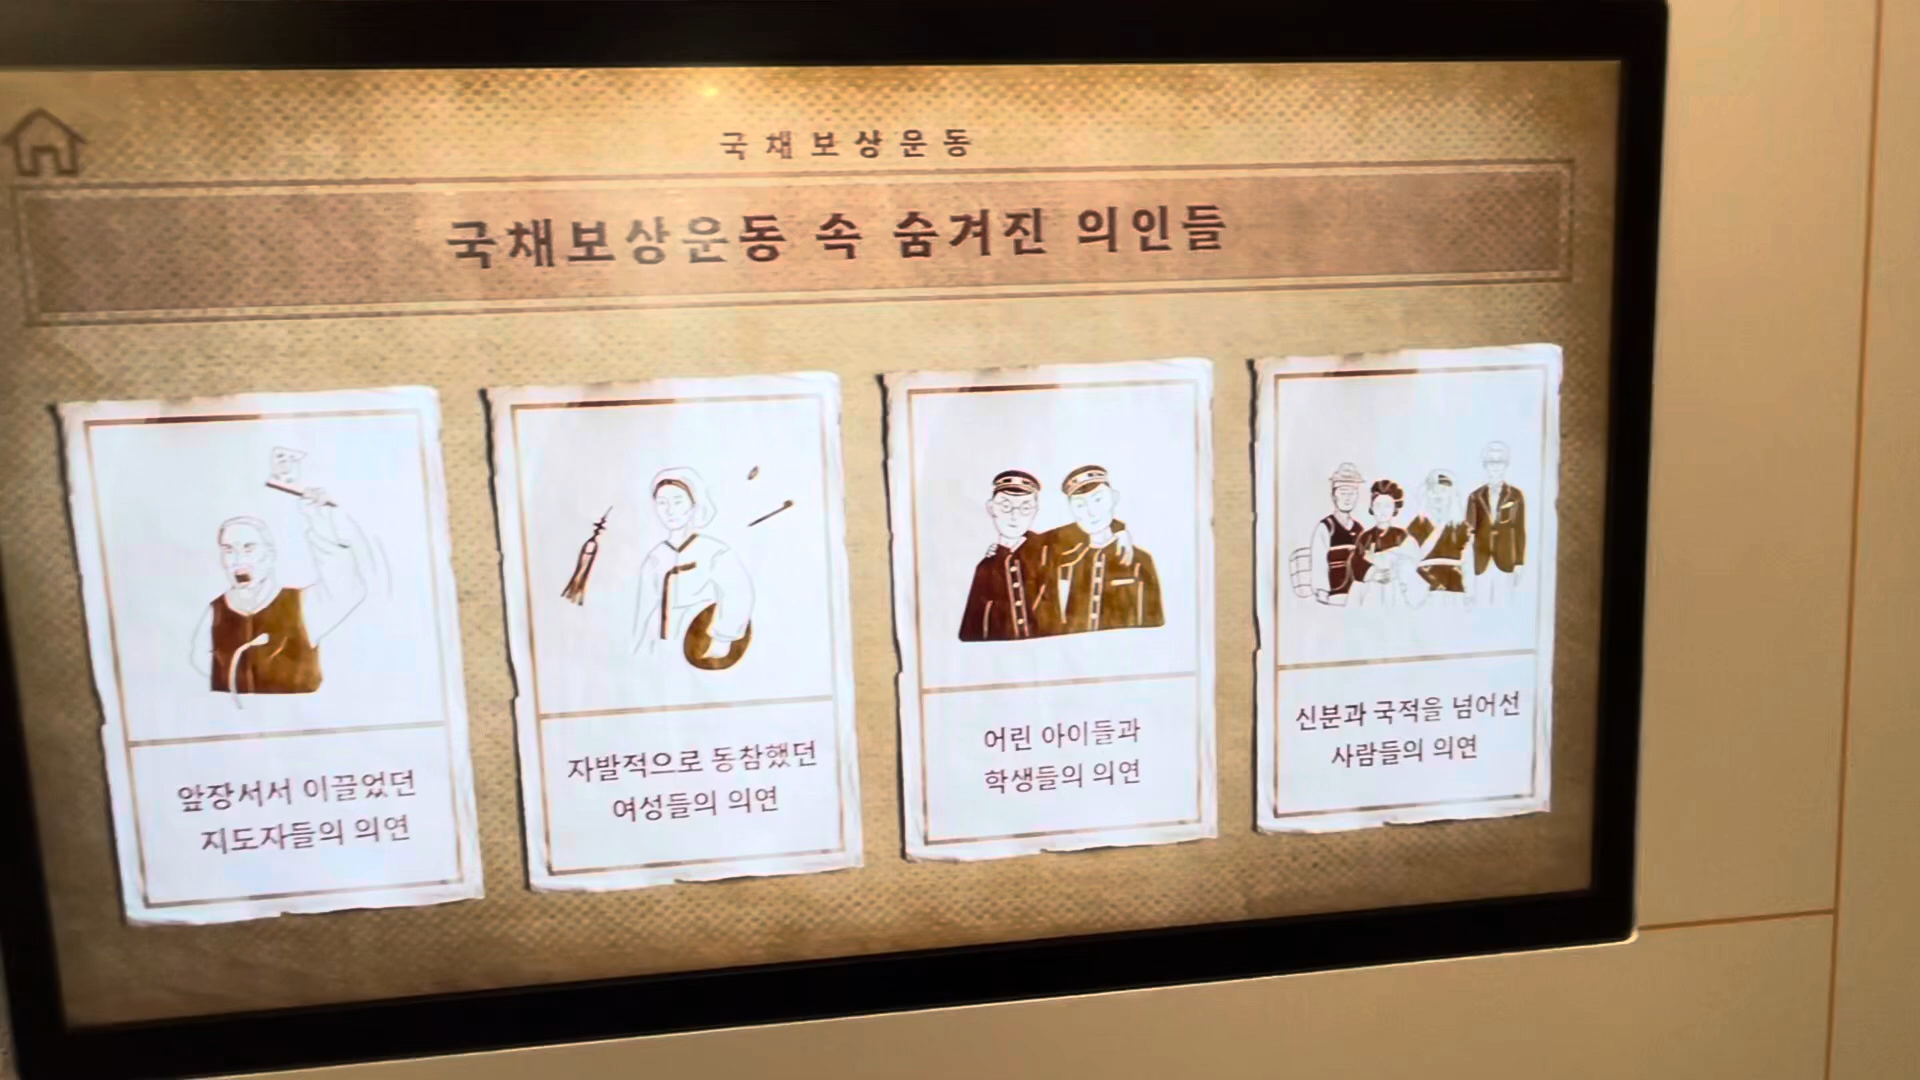 국채보상운동
국채보상운동 속 숨겨진 의인들
앞장서서 이끌었던
지도자들의 의연
자발적으로 동참했던
여성들의 의연
어린 아이들과
학생들의 의연
신분과 국적을 넘어선
사람들의 의연